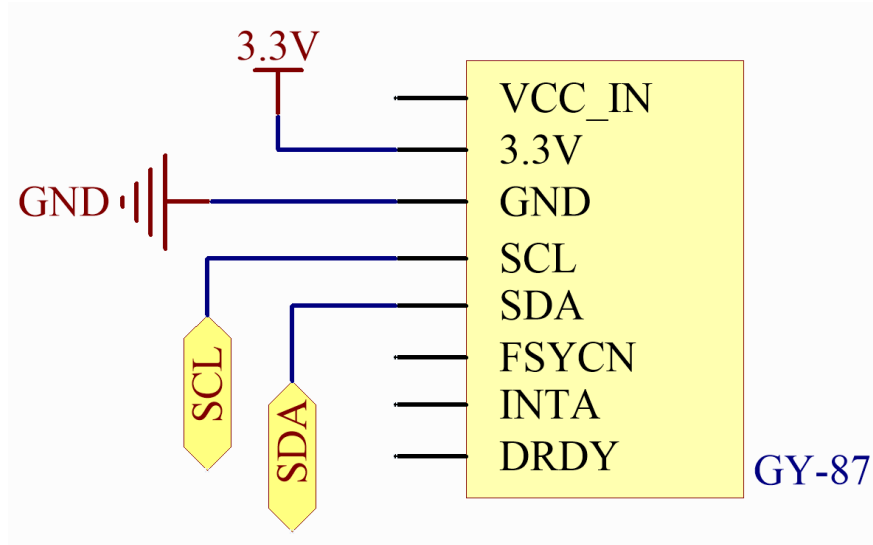 3.3V
VCC_IN
3.3V
GND
GND
SCL
SDA
FSYCN
INTA
DRDY
SCL
SDA
GY-87